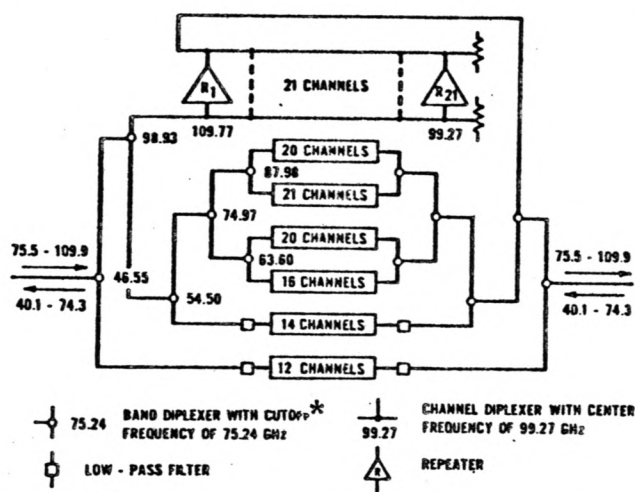 R1
21 CHANNELS
R21
98.93
109.77
99.27
20 CHANNELS
87.98
21 CHANNELS
74.97
20 CHANNELS
63.60
16 CHANNELS
75.5 - 109.9
40.1 - 74.3
46.55
54.50
14 CHANNELS
75.5 - 109.9
40.1 - 74.3
12 CHANNELS
75.24 BAND DIPLEXER WITH CUTOFF*
FREQUENCY OF 75.24 GHz
CHANNEL DIPLEXER WITH CENTER
99.27 FREQUENCY OF 99.27 GHz
LOW - PASS FILTER
R REPEATER